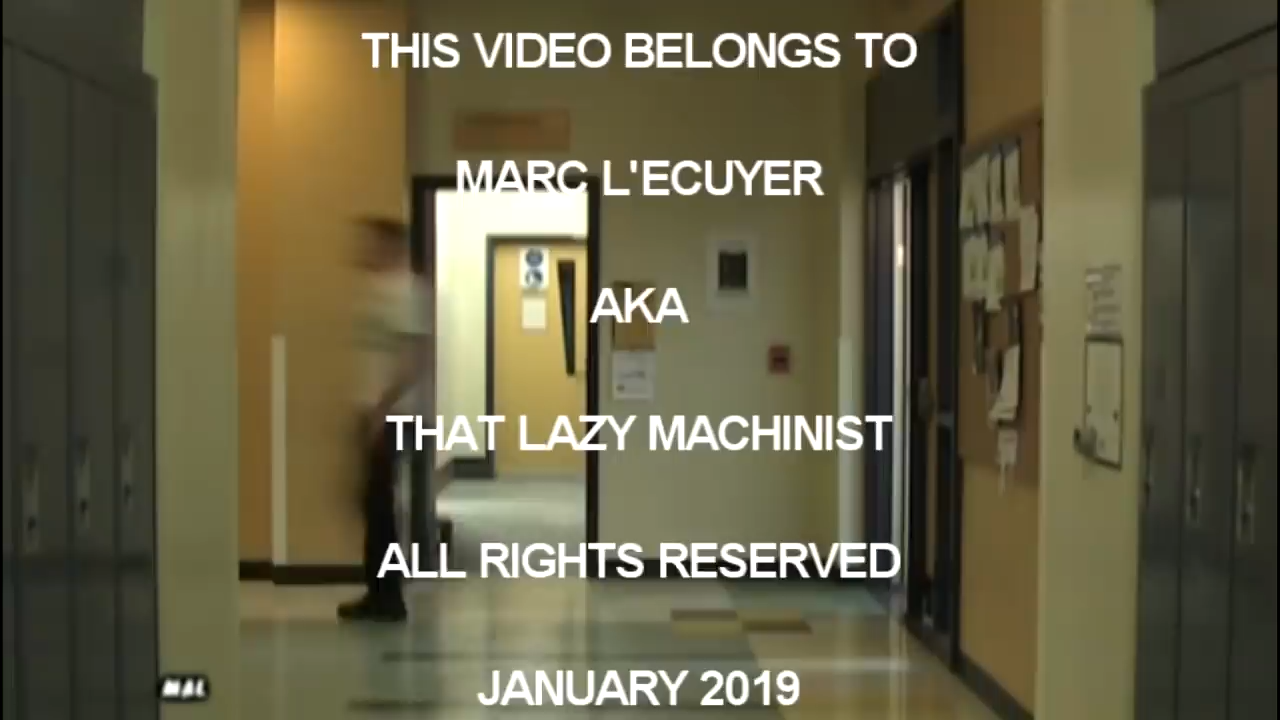 THIS VIDEO BELONGS TO
MARC L'ECUYER
AKA
THAT LAZY MACHINIST
ALL RIGHTS RESERVED
JANUARY 2019
MAL